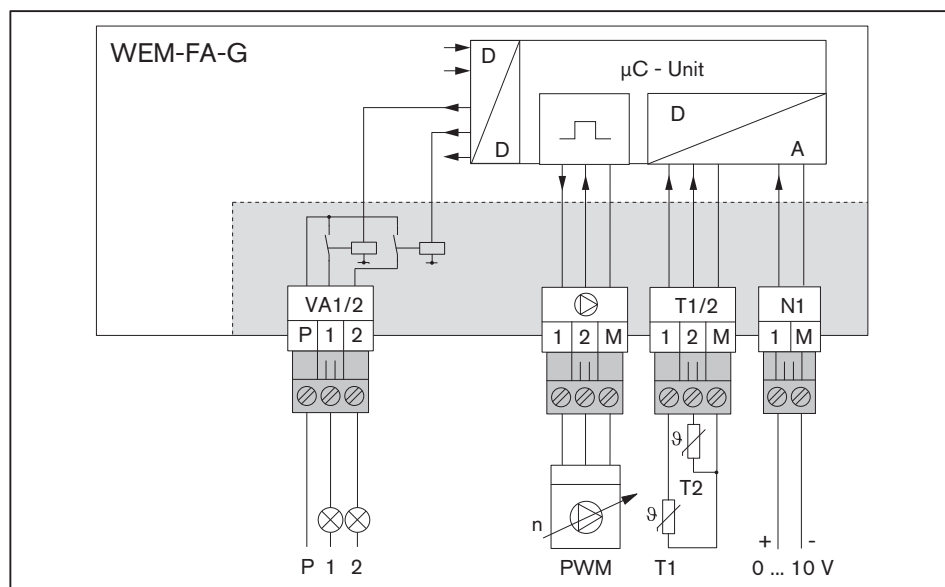 WEM-FA-G
D
D
µC - Unit
D
A
VA1/2
P 1 2
1 2 M
T1/2
1 2 M
N1
1 M
ϑ
T2
n
ϑ
+ -
P 1 2
PWM
T1
0 ... 10 V